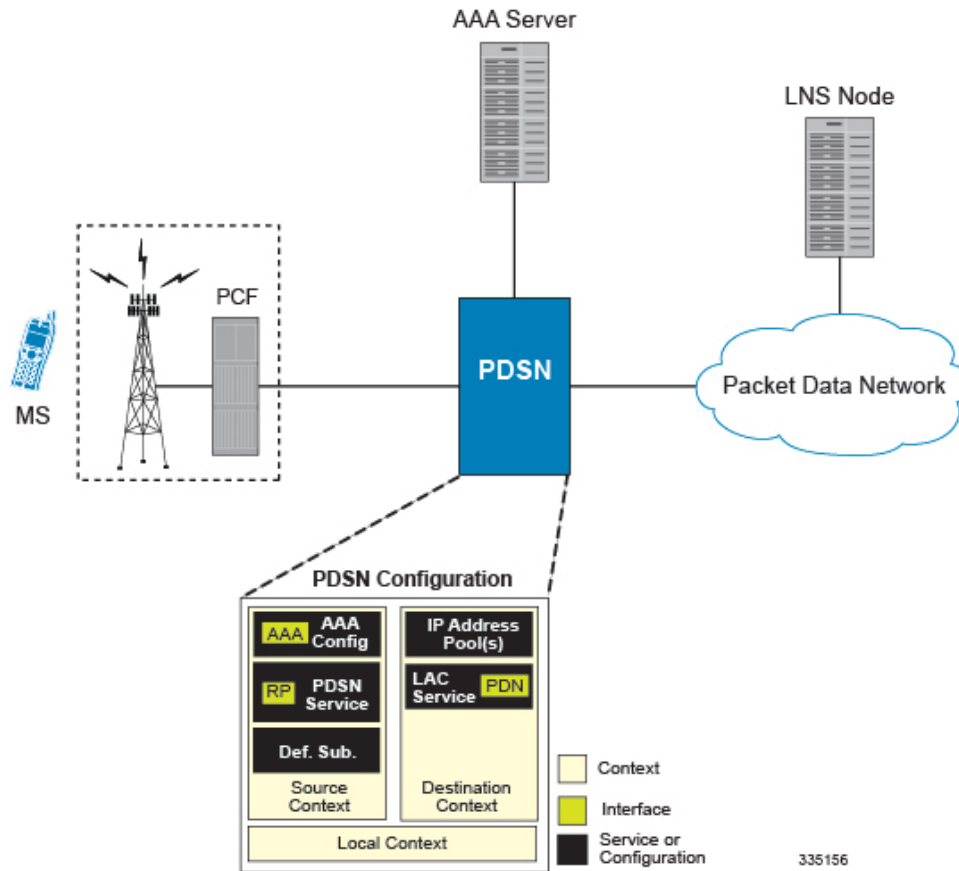 AAA Server
LNS Node
PCF
MS
PDSN
Packet Data Network
PDSN Configuration
AAA
AAA
Config
RP
PDSN
Service
Def. Sub.
Source
Context
IP Address
Pool(s)
LAC
Service
PDN
Destination
Context
Local Context
Context
Interface
Service or
Configuration
335156